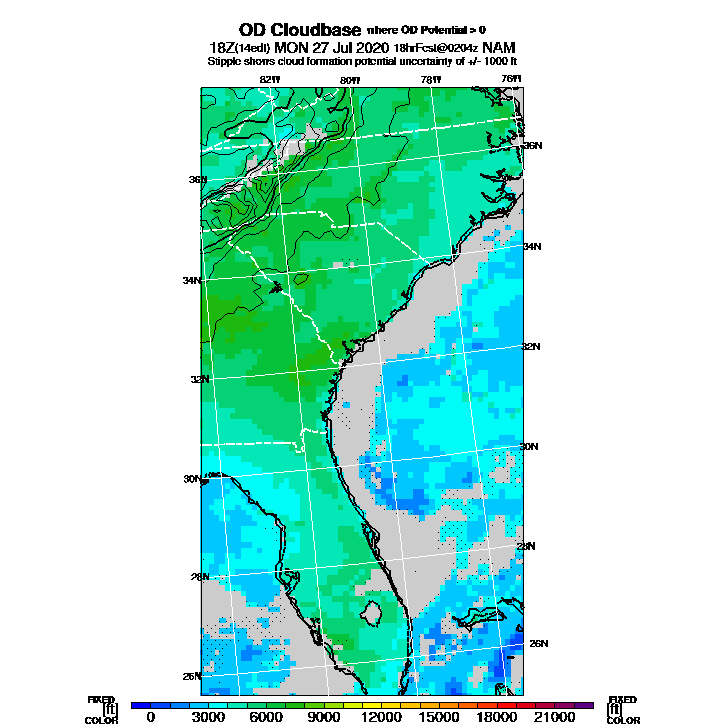 OD Cloudbase where OD Potential > 0
18Z(14edt) MON 27 Jul 2020 18hrFcst@0204z NAM
Stipple shows cloud formation potential uncertainty of +/- 1000 ft
82W 80W 78W 76W
36N
36N
34N
34N
32N
32N
30N
30N
28N
28N
26N
26N
FIXED FIXED
[ft] [ft]
COLOR 0 3000 6000 9000 12000 15000 18000 21000 COLOR